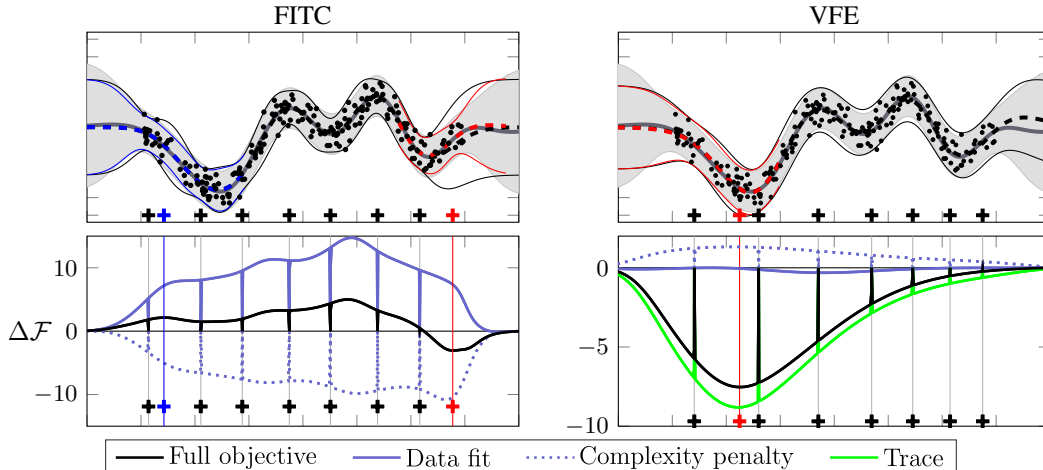 FITC
VFE
10
0
−10
ΔF
0
−5
−10
Full objective Data fit Complexity penalty Trace